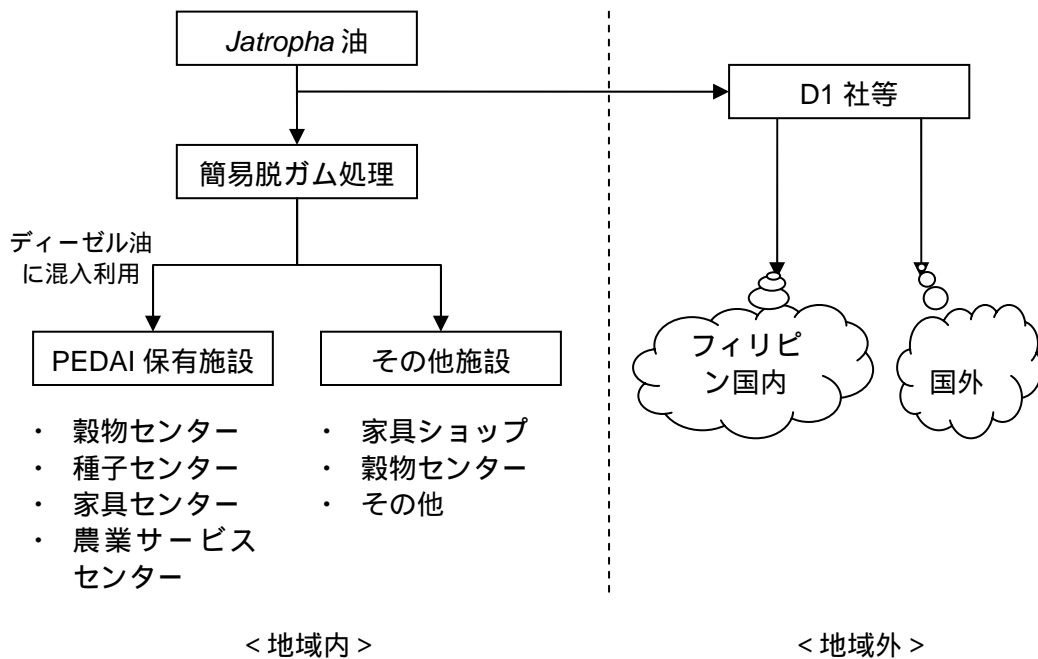 Jatropha 油
D1 社等
簡易脱ガム処理
ディーゼル油
に混入利用
PEDAI 保有施設
その他施設
フィリピ
ン国内
国外
・ 穀物センター
・ 種子センター
・ 家具センター
・ 農業サービス
センター
・ 家具ショップ
・ 穀物センター
・ その他
＜地域内＞
＜地域外＞